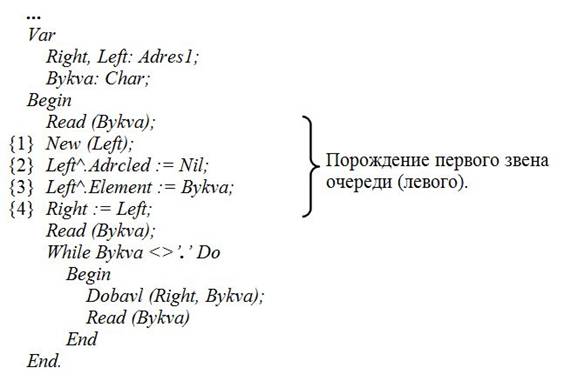 ...
Var
Right, Left: Adres1;
Bykva: Char;
Begin
Read (Bykva);
{1} New (Left);
{2} Left^.Adrcled := Nil;
{3} Left^.Element := Bykva;
{4} Right := Left;
Порождение первого звена
очереди (левого).
Read (Bykva);
While Bykva <>'.' Do
Begin
Dobavl (Right, Bykva);
Read (Bykva)
End
End.